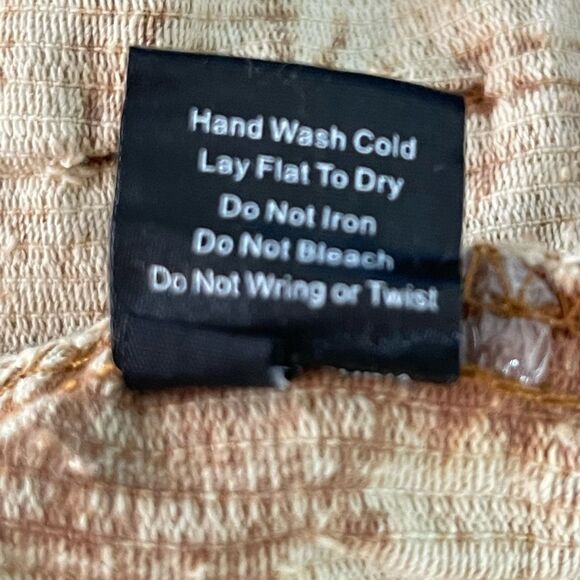 Hand Wash Cold
Lay Flat To Dry
Do Not Iron
Do Not Bleach
Do Not Wring or Twist